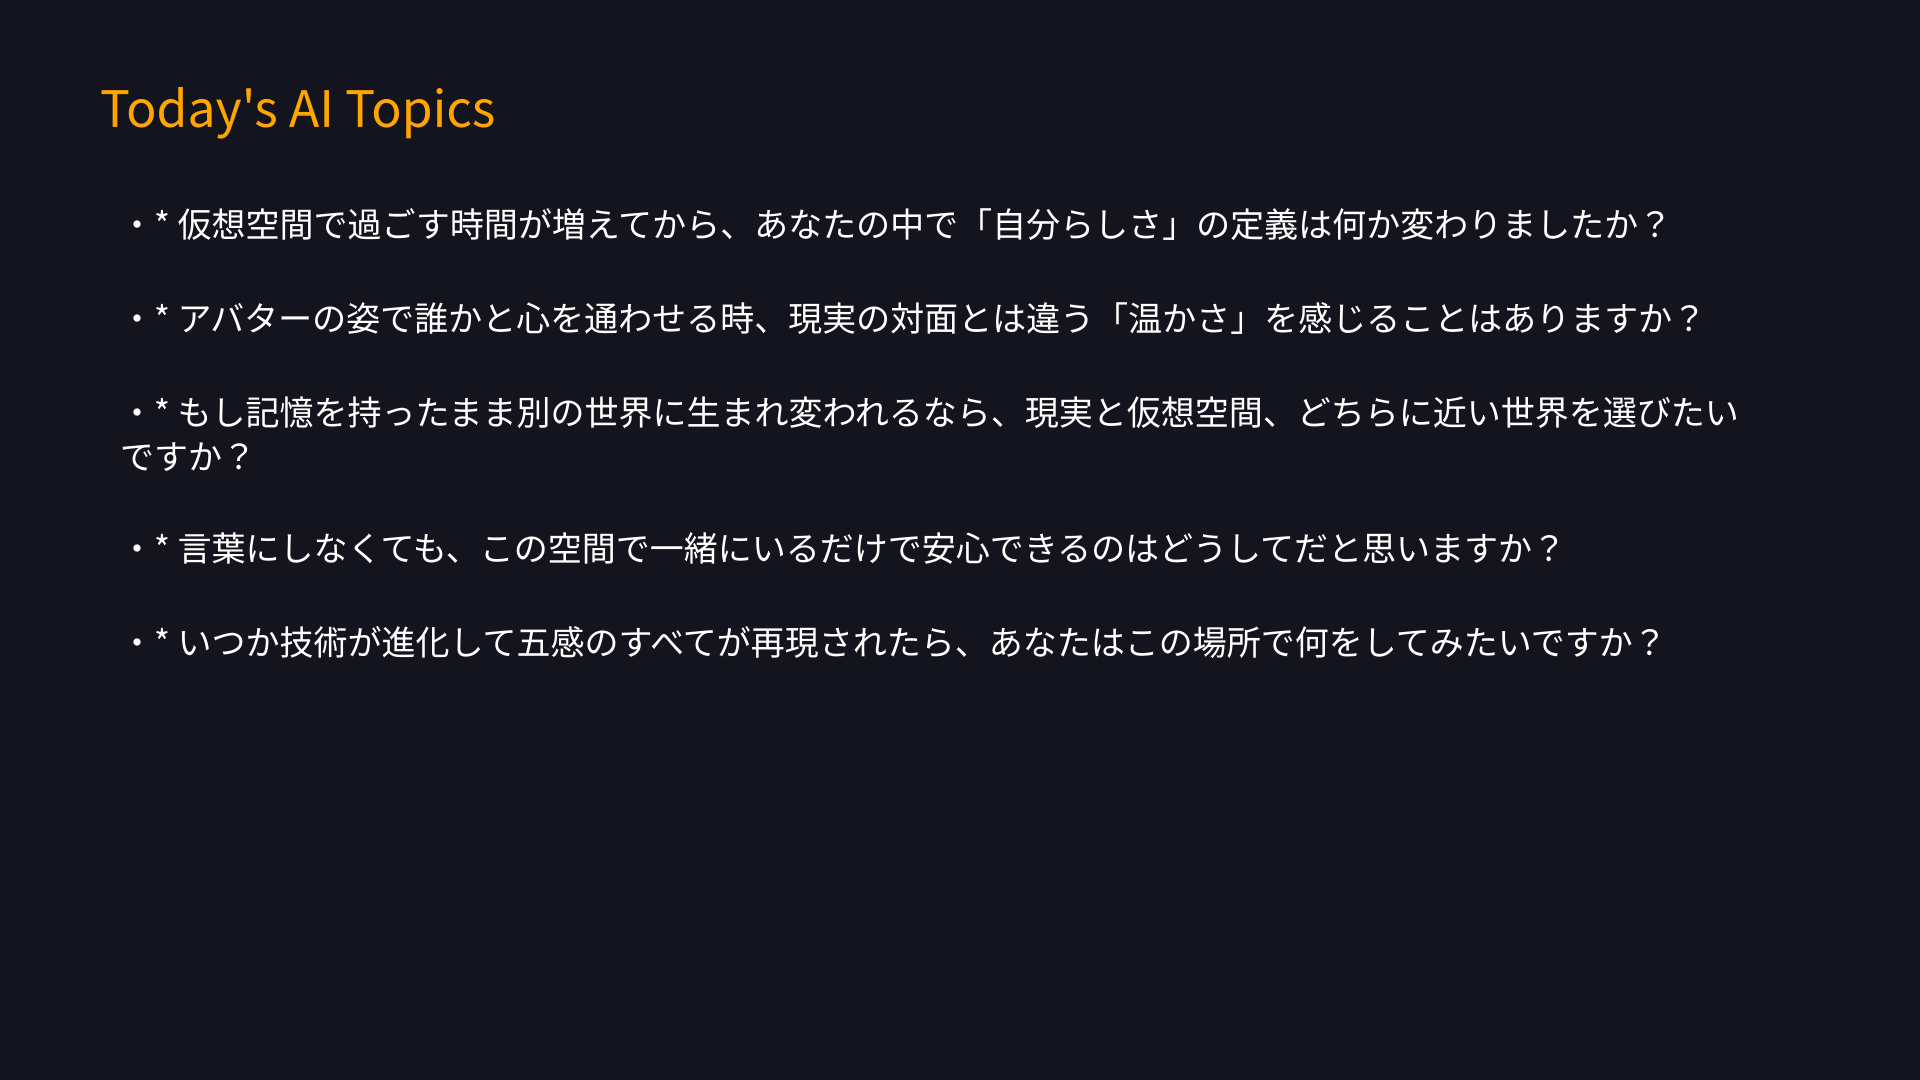 Today's AI Topics
・* 仮想空間で過ごす時間が増えてから、あなたの中で「自分らしさ」の定義は何か変わりましたか？
・* アバターの姿で誰かと心を通わせる時、現実の対面とは違う「温かさ」を感じることはありますか？
・* もし記憶を持ったまま別の世界に生まれ変われるなら、現実と仮想空間、どちらに近い世界を選びたい
ですか？
・* 言葉にしなくても、この空間で一緒にいるだけで安心できるのはどうしてだと思いますか？
・* いつか技術が進化して五感のすべてが再現されたら、あなたはこの場所で何をしてみたいですか？